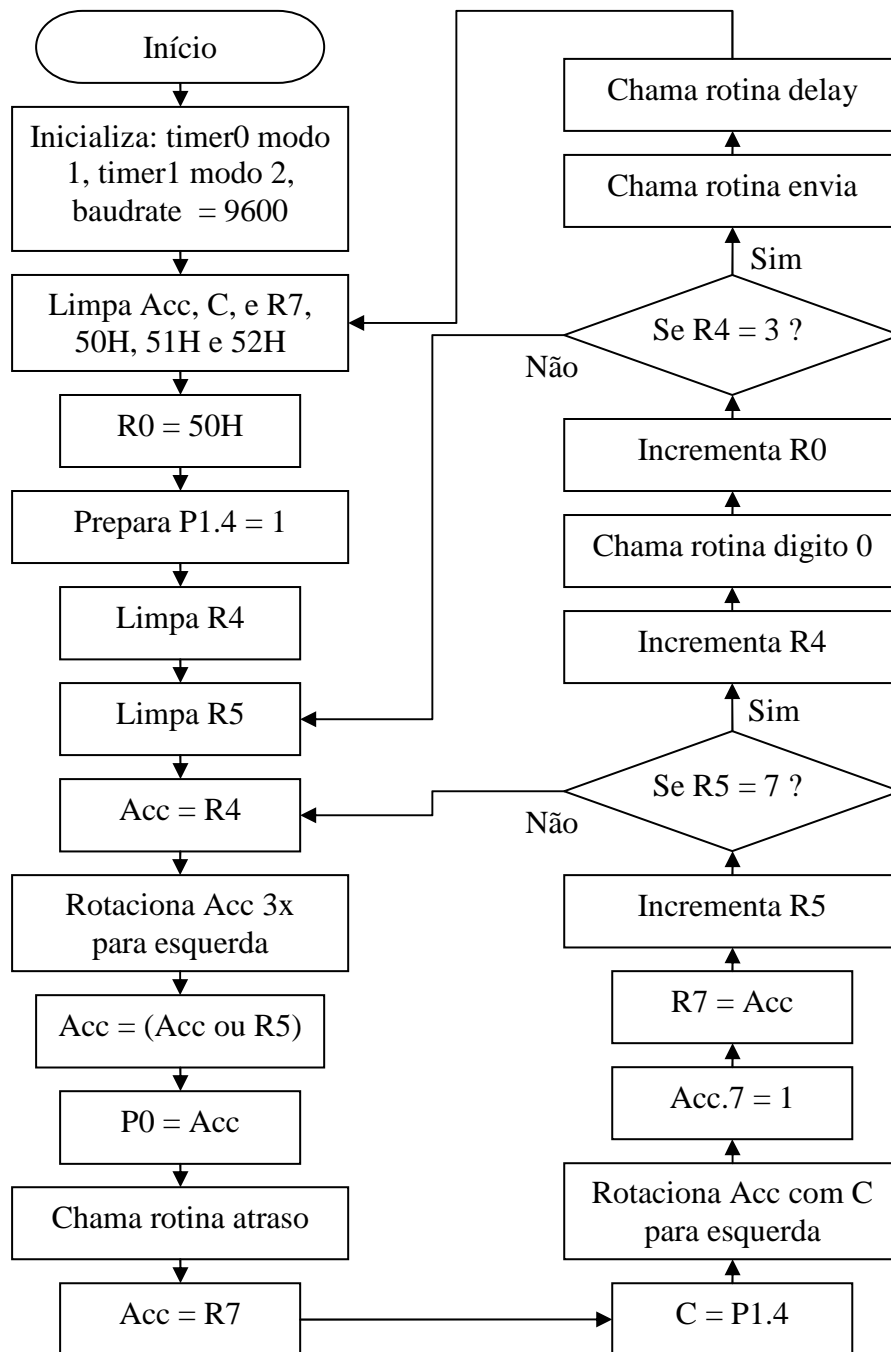 Início
Inicializa: timer0 modo
1, timer1 modo 2,
baudrate = 9600
Limpa Acc, C, e R7,
50H, 51H e 52H
R0 = 50H
Prepara P1.4 = 1
Limpa R4
Limpa R5
Acc = R4
Rotaciona Acc 3x
para esquerda
Acc = (Acc ou R5)
P0 = Acc
Chama rotina atraso
Acc = R7
C = P1.4
Rotaciona Acc com C
para esquerda
Acc.7 = 1
R7 = Acc
Incrementa R5
Se R5 = 7 ?
Não
Sim
Incrementa R4
Chama rotina digito 0
Incrementa R0
Se R4 = 3 ?
Não
Sim
Chama rotina envia
Chama rotina delay